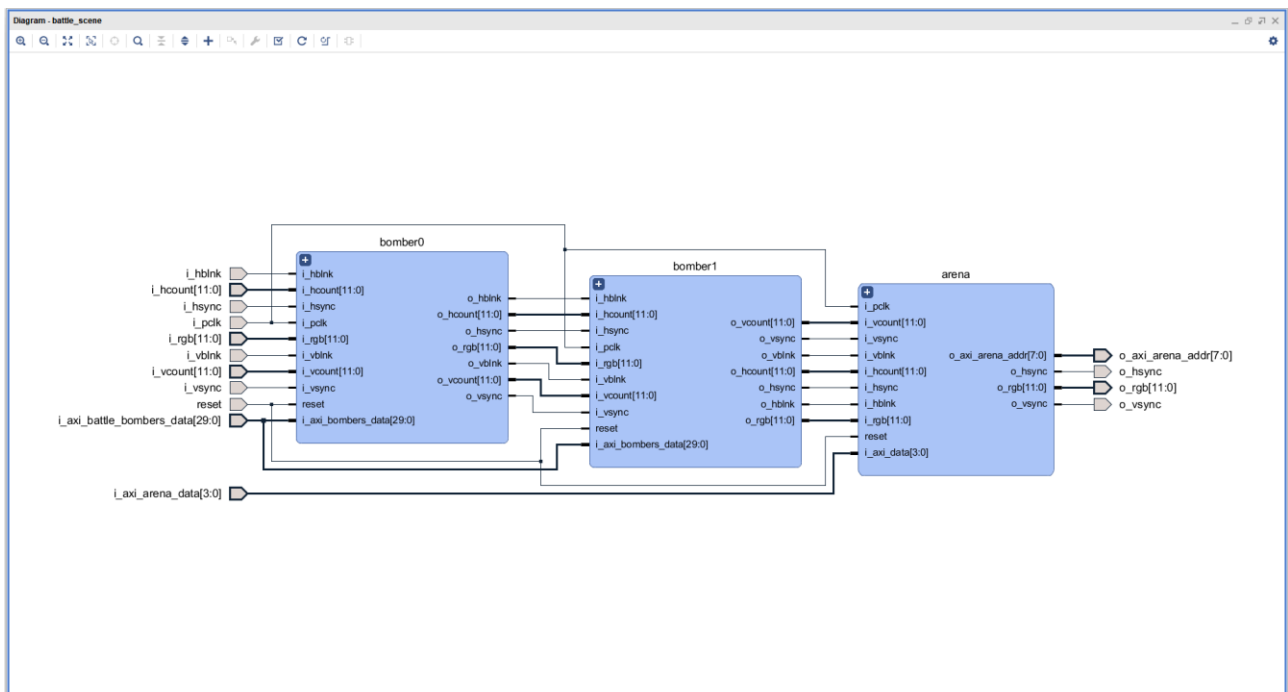 Diagram - battle_scene
i_hblnk
i_hcount[11:0]
i_hsync
i_pclk
i_rgb[11:0]
i_vblnk
i_vcount[11:0]
i_vsync
reset
i_axi_battle_bombers_data[29:0]
i_axi_arena_data[3:0]
bomber0
i_hblnk
i_hcount[11:0]
i_hsync
i_pclk
i_rgb[11:0]
i_vblnk
i_vcount[11:0]
i_vsync
reset
i_axi_bombers_data[29:0]
o_hblnk
o_hcount[11:0]
o_hsync
o_rgb[11:0]
o_vblnk
o_vcount[11:0]
o_vsync
bomber1
i_hblnk
i_hcount[11:0]
i_hsync
i_pclk
i_rgb[11:0]
i_vblnk
i_vcount[11:0]
i_vsync
reset
i_axi_bombers_data[29:0]
o_vcount[11:0]
o_vsync
o_vblnk
o_hcount[11:0]
o_hsync
o_hblnk
o_rgb[11:0]
arena
i_pclk
i_vcount[11:0]
i_vsync
i_vblnk
i_hcount[11:0]
i_hsync
i_hblnk
i_rgb[11:0]
reset
i_axi_data[3:0]
o_axi_arena_addr[7:0]
o_hsync
o_rgb[11:0]
o_vsync
o_axi_arena_addr[7:0]
o_hsync
o_rgb[11:0]
o_vsync